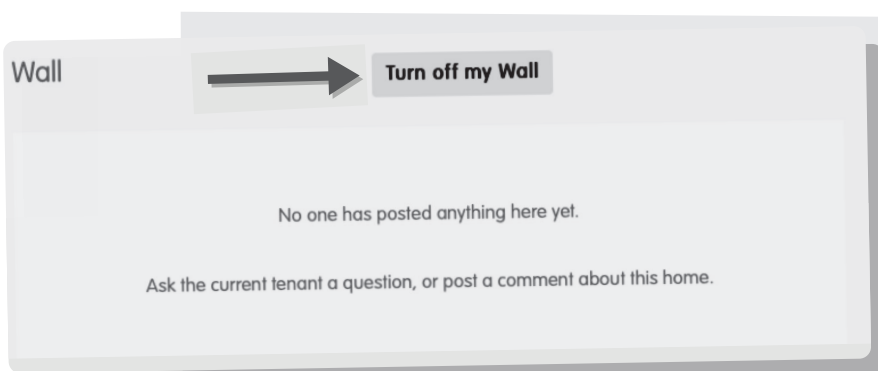 Wall
Turn off my Wall
No one has posted anything here yet.
Ask the current tenant a question, or post a comment about this home.